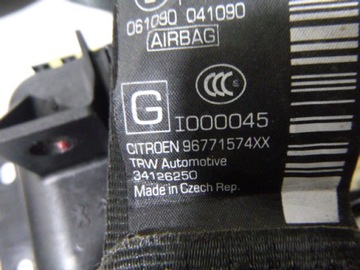 061090 041090
AIRBAG
G I000045
CITROEN 96771574XX
TRW Automotive
34126250
Made in Czech Rep.